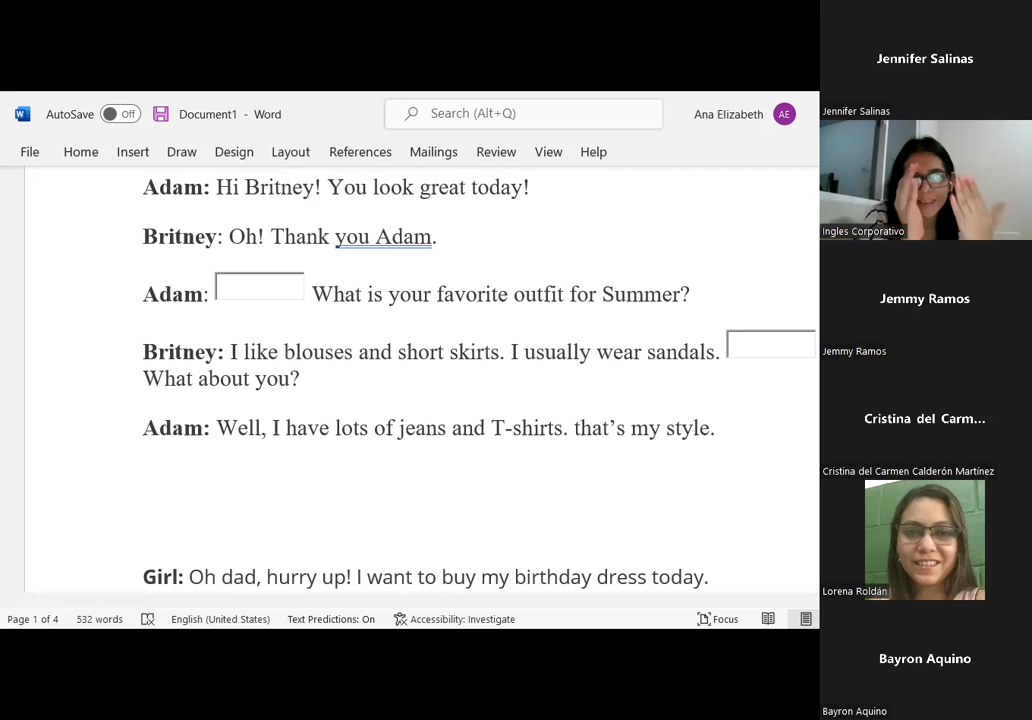 Jennifer Salinas
Jennifer Salinas
AutoSave Off Document1 - Word Search (Alt+Q) Ana Elizabeth AE
File Home Insert Draw Design Layout References Mailings Review View Help
Adam: Hi Britney! You look great today!
Britney: Oh! Thank you Adam.
Adam: What is your favorite outfit for Summer?
Britney: I like blouses and short skirts. I usually wear sandals.
What about you?
Adam: Well, I have lots of jeans and T-shirts. that’s my style.
Girl: Oh dad, hurry up! I want to buy my birthday dress today.
Page 1 of 4 532 words English (United States) Text Predictions: On Accessibility: Investigate Focus
Ingles Corporativo
Jemmy Ramos
Jemmy Ramos
Cristina del Carm...
Cristina del Carmen Calderón Martínez
Lorena Roldán
Bayron Aquino
Bayron Aquino